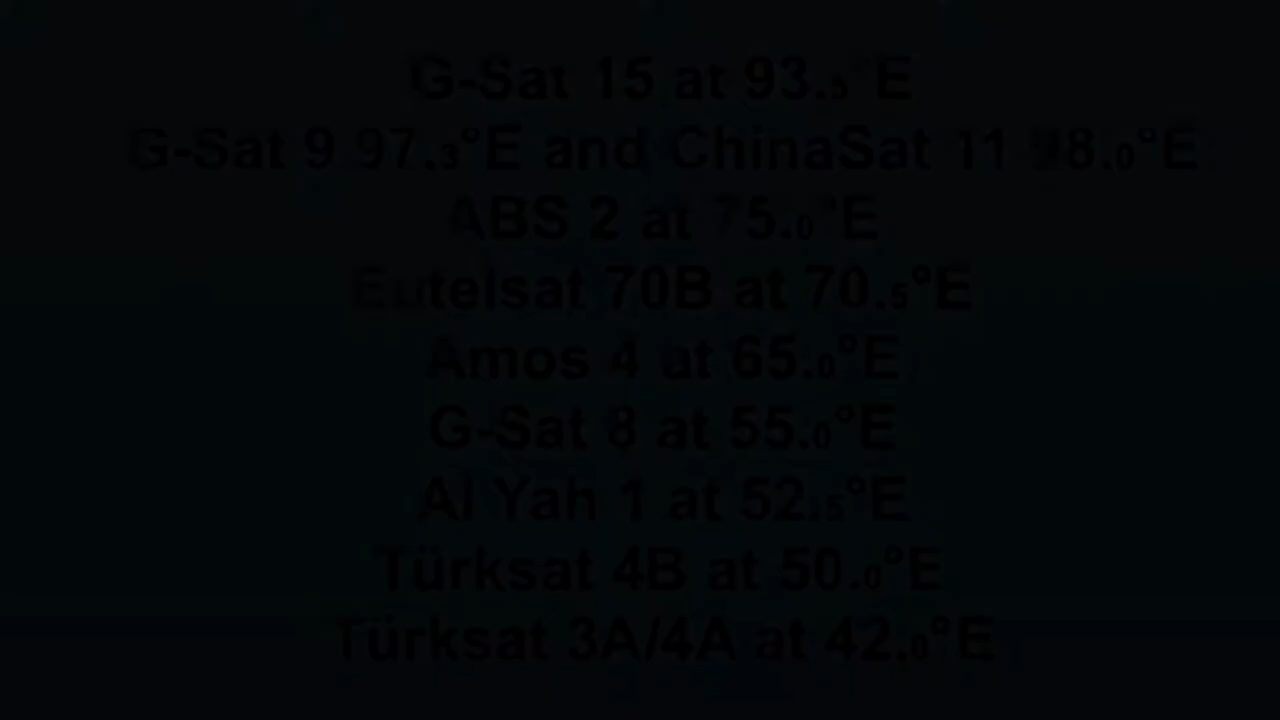 G-Sat 15 at 93.5°E
G-Sat 9 97.3°E and ChinaSat 11 98.0°E
ABS 2 at 75.0°E
Eutelsat 70B at 70.5°E
Amos 4 at 65.0°E
G-Sat 8 at 55.0°E
Al Yah 1 at 52.5°E
Türksat 4B at 50.0°E
Türksat 3A/4A at 42.0°E